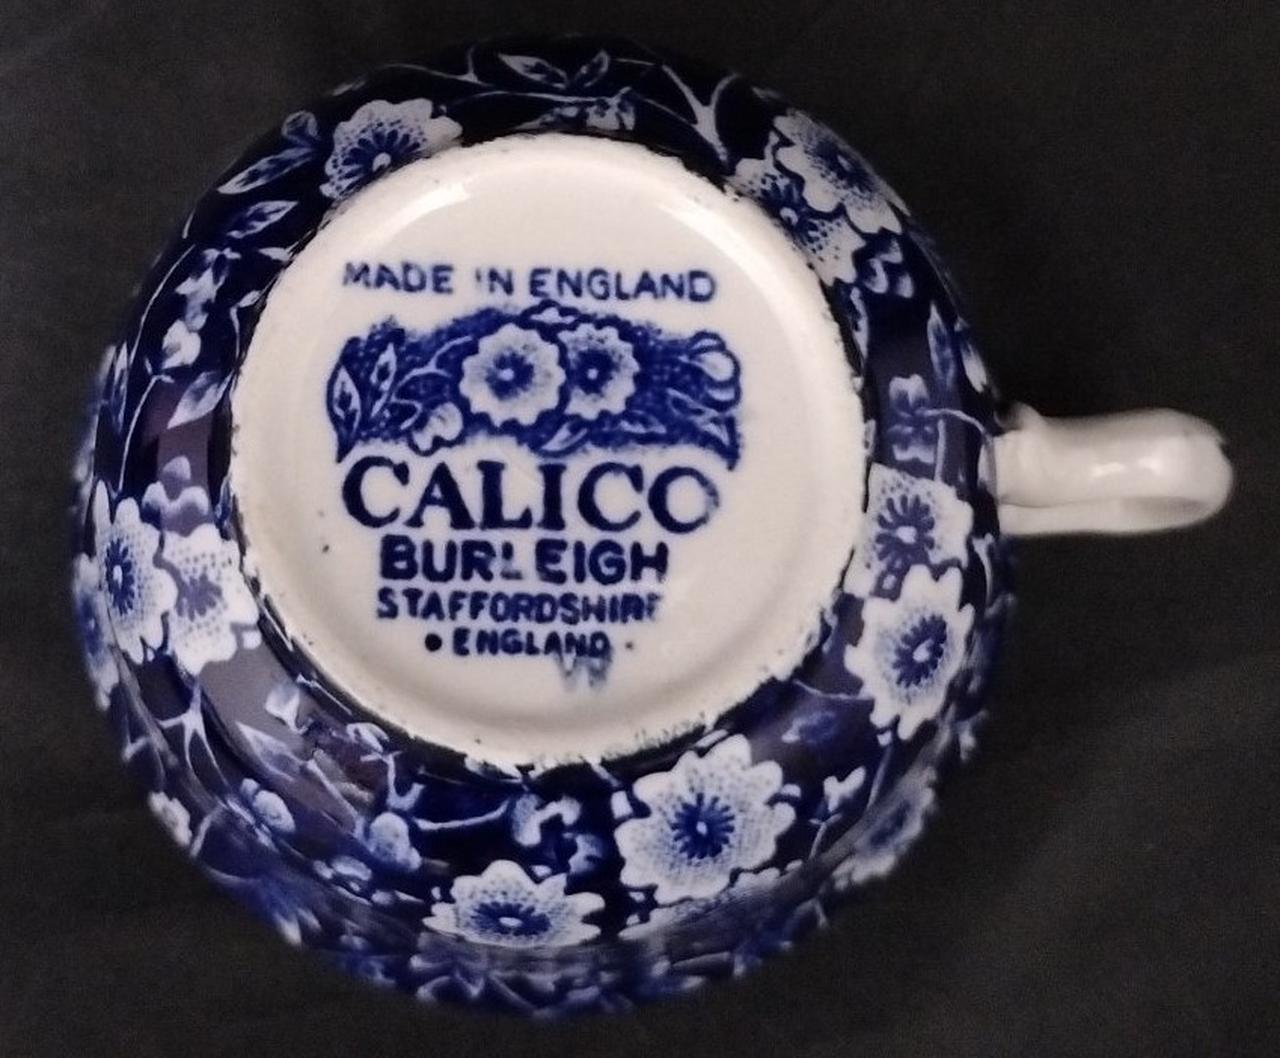 MADE IN ENGLAND
CALICO
BURLEIGH
STAFFORDSHIRE
• ENGLAND •